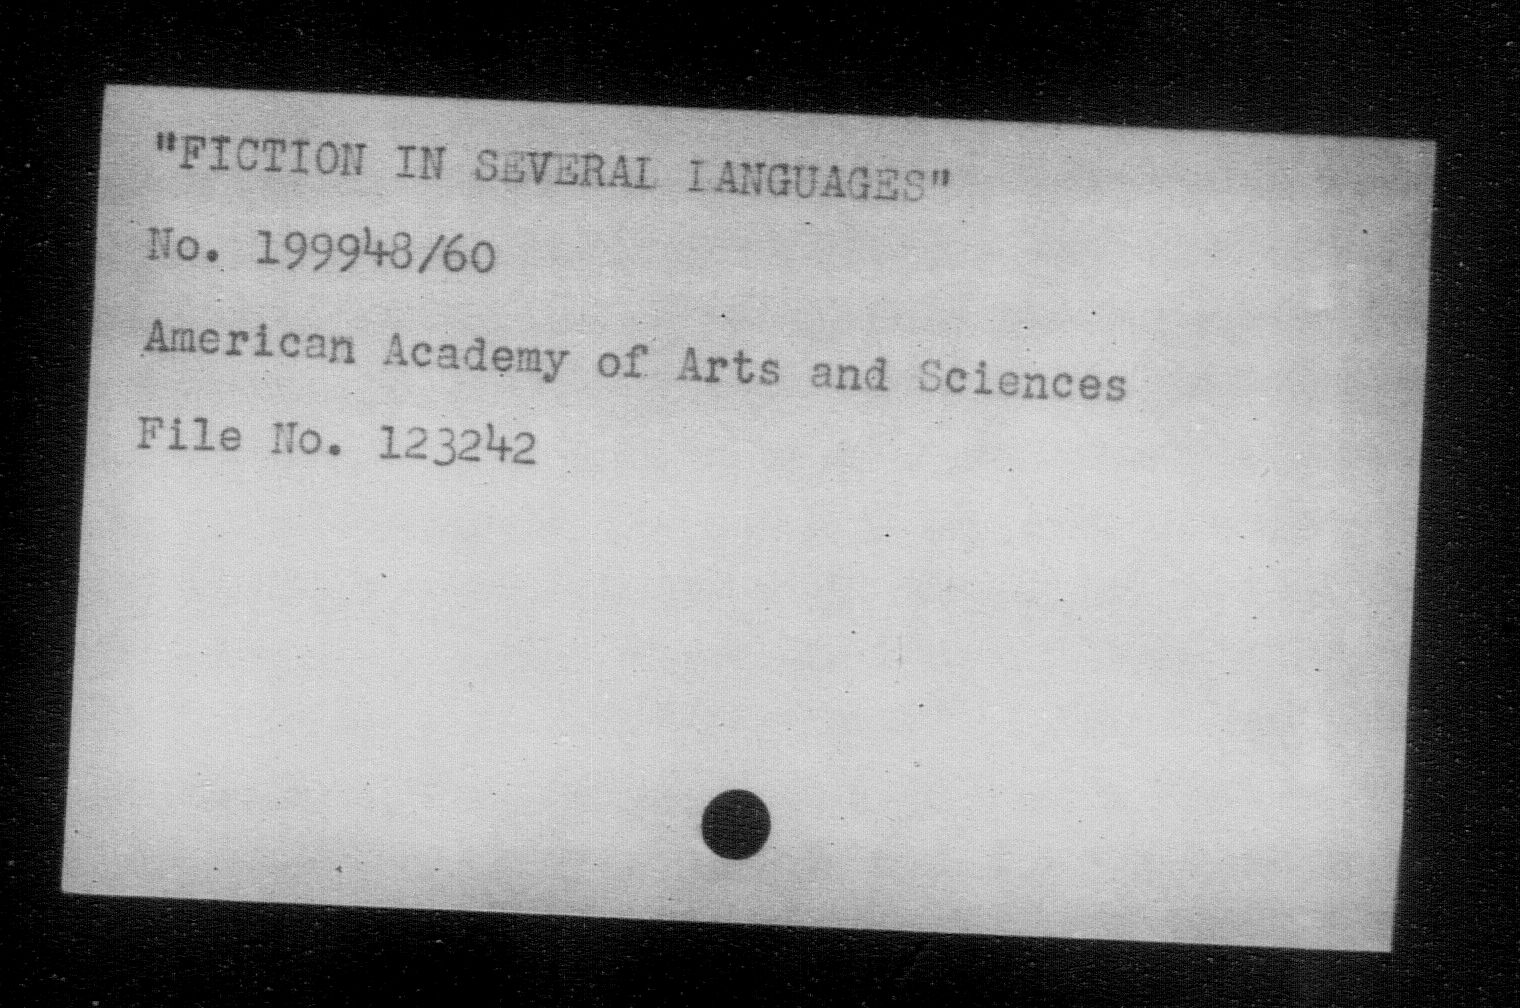 "FICTION IN SEVERAL LANGUAGES"
No. 199948/60
American Academy of Arts and Sciences
File No. 123242